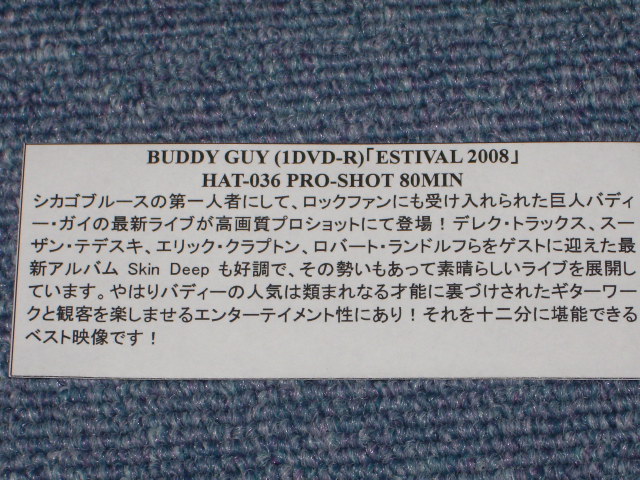 BUDDY GUY (1DVD-R)「ESTIVAL 2008」
HAT-036 PRO-SHOT 80MIN
シカゴブルースの第一人者にして、ロックファンにも受け入れられた巨人バディ
ー・ガイの最新ライブが高画質プロショットにて登場！デレク・トラックス、スー
ザン・テデスキ、エリック・クラプトン、ロバート・ランドルフらをゲストに迎えた最
新アルバム Skin Deep も好調で、その勢いもあって素晴らしいライブを展開し
ています。やはりバディーの人気は類まれなる才能に裏づけされたギターワー
クと観客を楽しませるエンターテイメント性にあり！それを十二分に堪能できる
ベスト映像です！